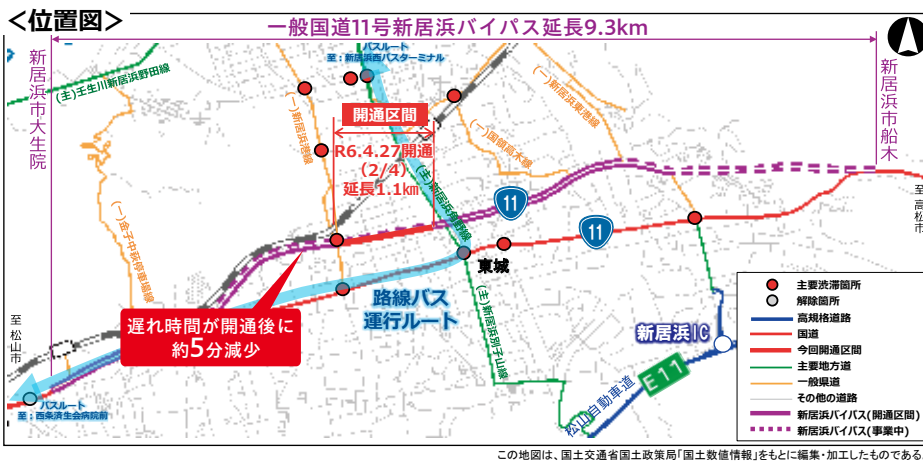 <位置図>
一般国道11号新居浜バイパス延長9.3km
新居浜市大生院
新居浜市船木
バスルート
至:新居浜西バスターミナル
(主)壬生川新居浜野田線
(一)新居浜港線
(一)新居浜東港線
(一)国領高木線
開通区間
R6.4.27開通
(2/4)
延長1.1km
(主)新居浜角野線
(一)金子中萩停車場線
11
11
至 高松市
東城
路線バス
運行ルート
遅れ時間が開通後に
約5分減少
至 松山市
(主)新居浜別子山線
新居浜IC
E11
松山自動車道
バスルート
至:西条済生会病院前
主要渋滞箇所
解除箇所
高規格道路
国道
今回開通区間
主要地方道
一般県道
その他の道路
新居浜バイパス(開通区間)
新居浜バイパス(事業中)
この地図は、国土交通省国土政策局「国土数値情報」をもとに編集・加工したものである